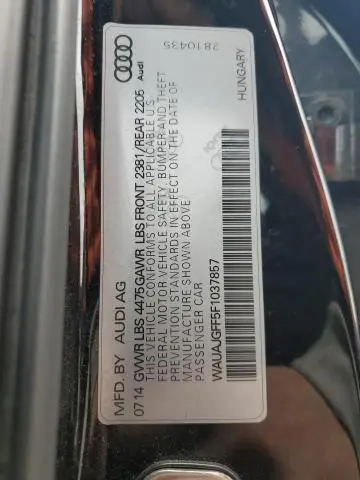 MFD. BY AUDI AG
07 14 GVWR LBS 4475 GAWR LBS FRONT 2381/REAR 2205
THIS VEHICLE CONFORMS TO ALL APPLICABLE U.S.
FEDERAL MOTOR VEHICLE SAFETY, BUMPER AND THEFT
PREVENTION STANDARDS IN EFFECT ON THE DATE OF
MANUFACTURE SHOWN ABOVE
PASSENGER CAR
WAUAJGFF5F1037857
Audi
2810435
HUNGARY